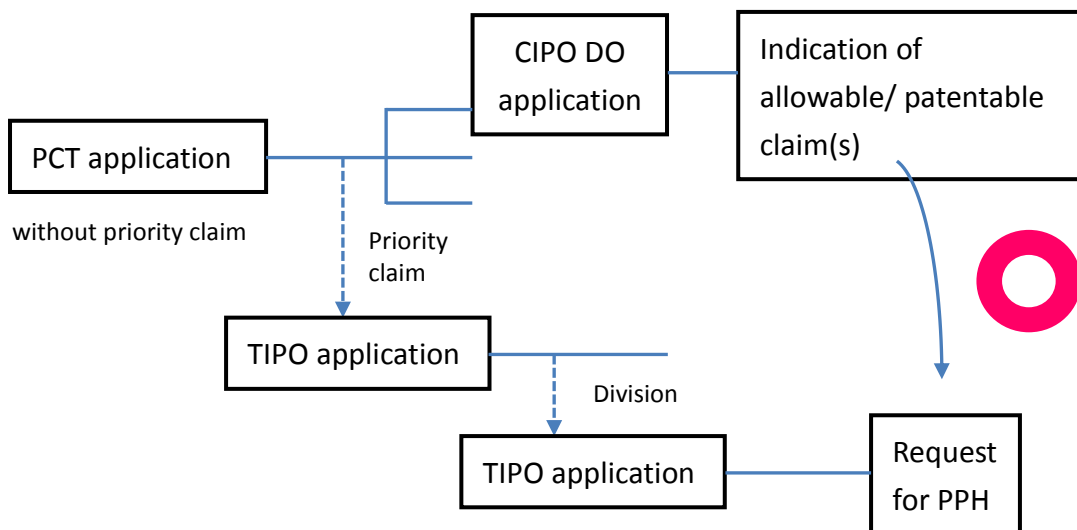 CIPO DO
application
Indication of
allowable/ patentable
claim(s)
PCT application
without priority claim
Priority
claim
TIPO application
Division
TIPO application
Request
for PPH